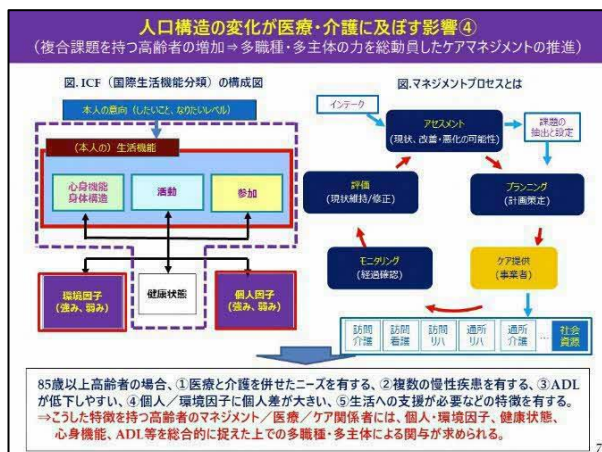 人口構造の変化が医療・介護に及ぼす影響④
(複合課題を持つ高齢者の増加⇒多職種・多主体の力を総動員したケアマネジメントの推進)
図. ICF(国際生活機能分類)の構成図
本人の意向(したいこと、なりたいレベル)
(本人の)生活機能
心身機能
身体構造
活動
参加
環境因子
(強み、弱み)
健康状態
個人因子
(強み、弱み)
図.マネジメントプロセスとは
インテーク
アセスメント
(現状、改善・悪化の可能性)
課題の
抽出と設定
評価
(現状維持/修正)
プランニング
(計画策定)
モニタリング
(経過確認)
ケア提供
(事業者)
訪問
介護
訪問
看護
訪問
リハ
通所
リハ
通所
介護
…
社会
資源
85歳以上高齢者の場合、①医療と介護を併せたニーズを有する、②複数の慢性疾患を有する、③ADL
が低下しやすい、④個人/環境因子に個人差が大きい、⑤生活への支援が必要などの特徴を有する。
⇒こうした特徴を持つ高齢者のマネジメント/医療/ケア関係者には、個人・環境因子、健康状態、
心身機能、ADL等を総合的に捉えた上での多職種・多主体による関与が求められる。
7